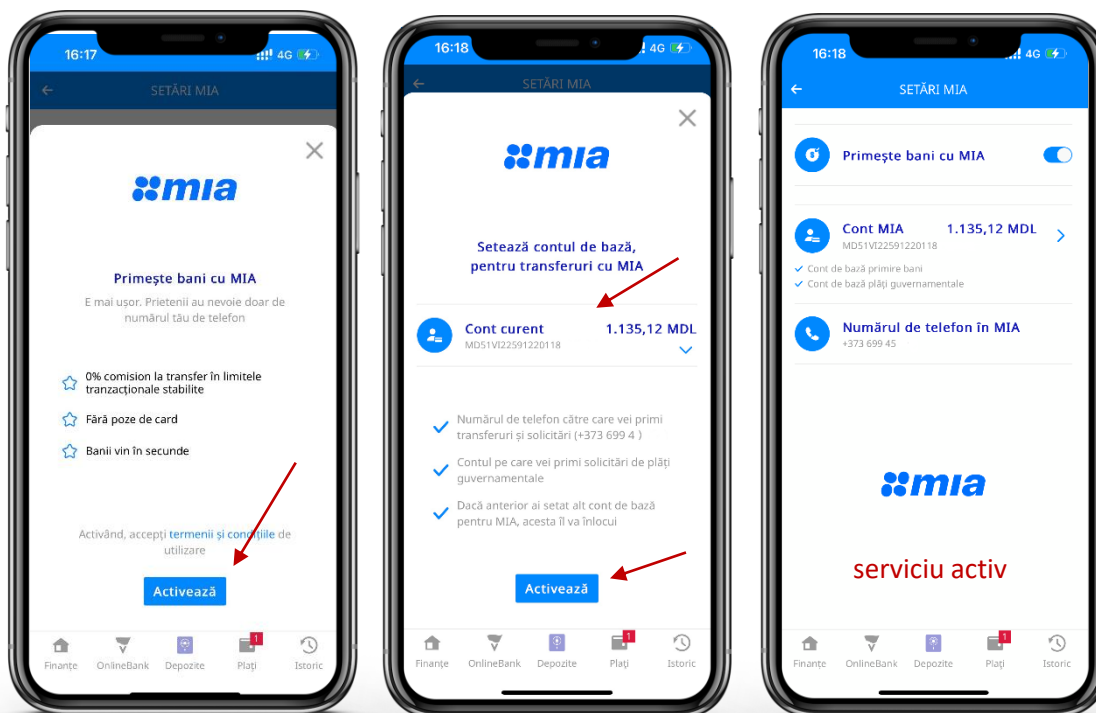 16:17
4G
SETĂRI MIA
mia
Primește bani cu MIA
E mai ușor. Prietenii au nevoie doar de
numărul tău de telefon
0% comision la transfer în limitele
tranzacționale stabilite
Fără poze de card
Banii vin în secunde
Activând, accepți termenii și condițiile de
utilizare
Activează
1
Finanțe OnlineBank Depozite Plați Istoric
16:18
4G
SETĂRI MIA
mia
Setează contul de bază,
pentru transferuri cu MIA
Cont curent 1.135,12 MDL
MD51VI22591220118
Numărul de telefon către care vei primi
transferuri și solicitări (+373 699 4 )
Contul pe care vei primi solicitări de plăți
guvernamentale
Dacă anterior ai setat alt cont de bază
pentru MIA, acesta îl va înlocui
Activează
1
Finanțe OnlineBank Depozite Plați Istoric
16:18
4G
SETĂRI MIA
Primește bani cu MIA
Cont MIA 1.135,12 MDL
MD51VI22591220118
Cont de bază primire bani
Cont de bază plăți guvernamentale
Numărul de telefon în MIA
+373 699 45
mia
serviciu activ
1
Finanțe OnlineBank Depozite Plați Istoric